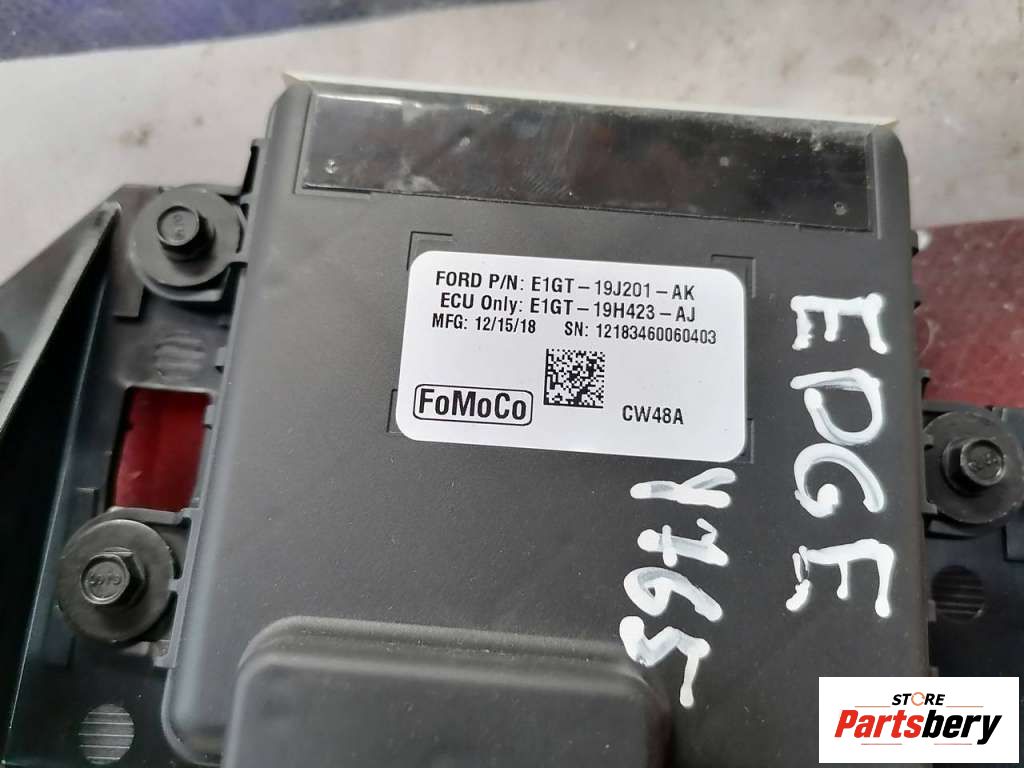 FORD P/N: E1GT-19J201-AK
ECU Only: E1GT-19H423-AJ
MFG: 12/15/18 SN: 12183460060403
FoMoCo
CW48A
EDGE
STORE
Partsbery